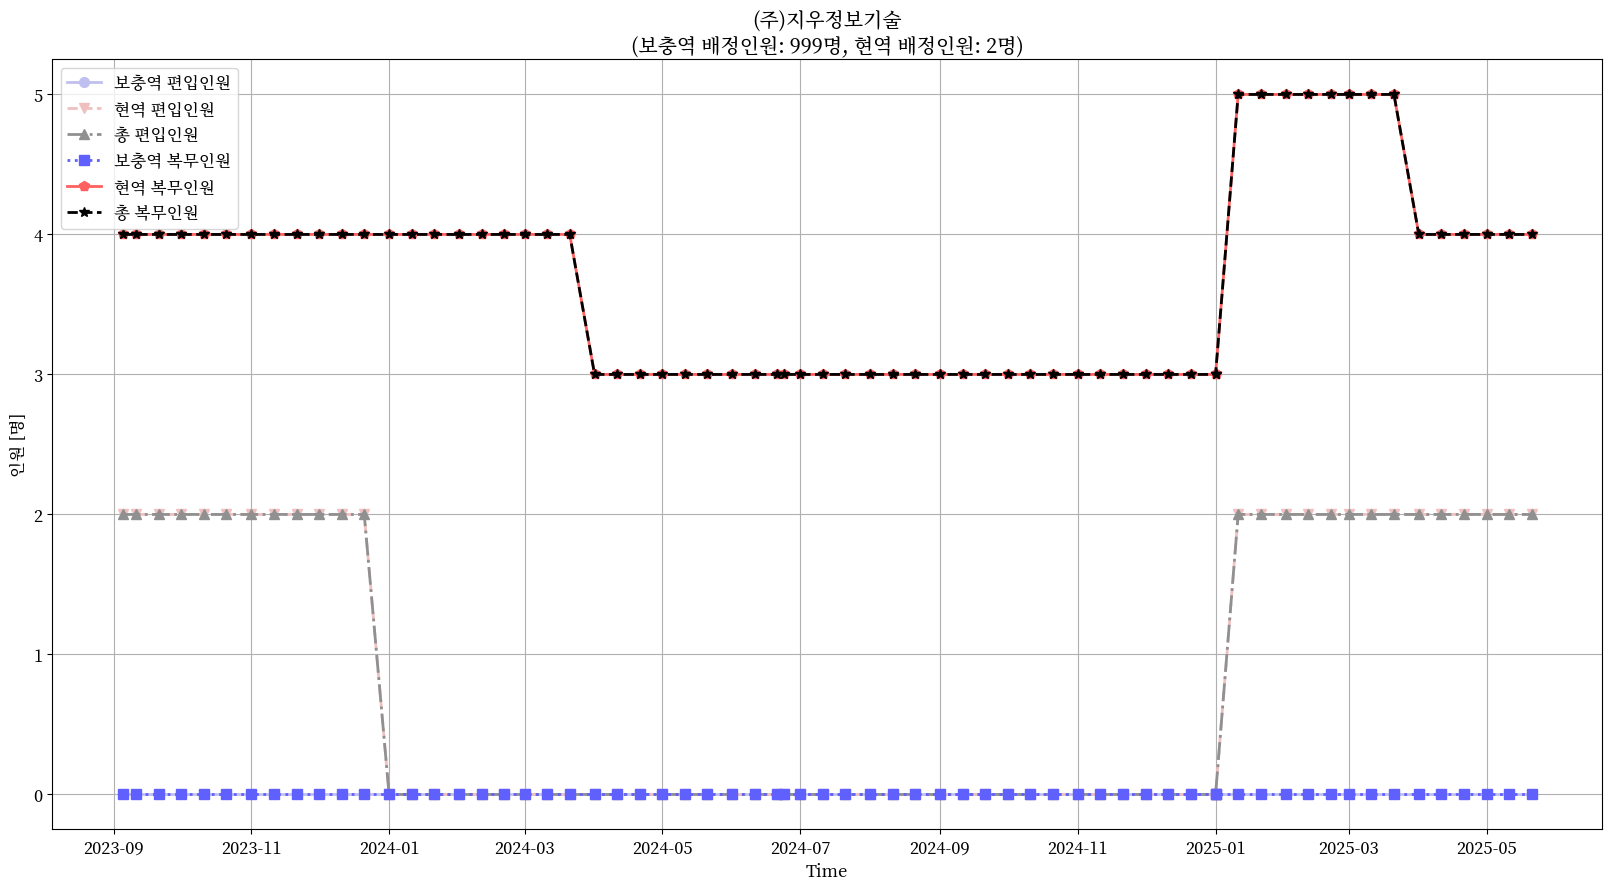 (주)지우정보기술
(보충역 배정인원: 999명, 현역 배정인원: 2명)
보충역 편입인원
현역 편입인원
총 편입인원
보충역 복무인원
현역 복무인원
총 복무인원
5
4
3
2
1
0
인원 [명]
2023-09 2023-11 2024-01 2024-03 2024-05 2024-07 2024-09 2024-11 2025-01 2025-03 2025-05
Time